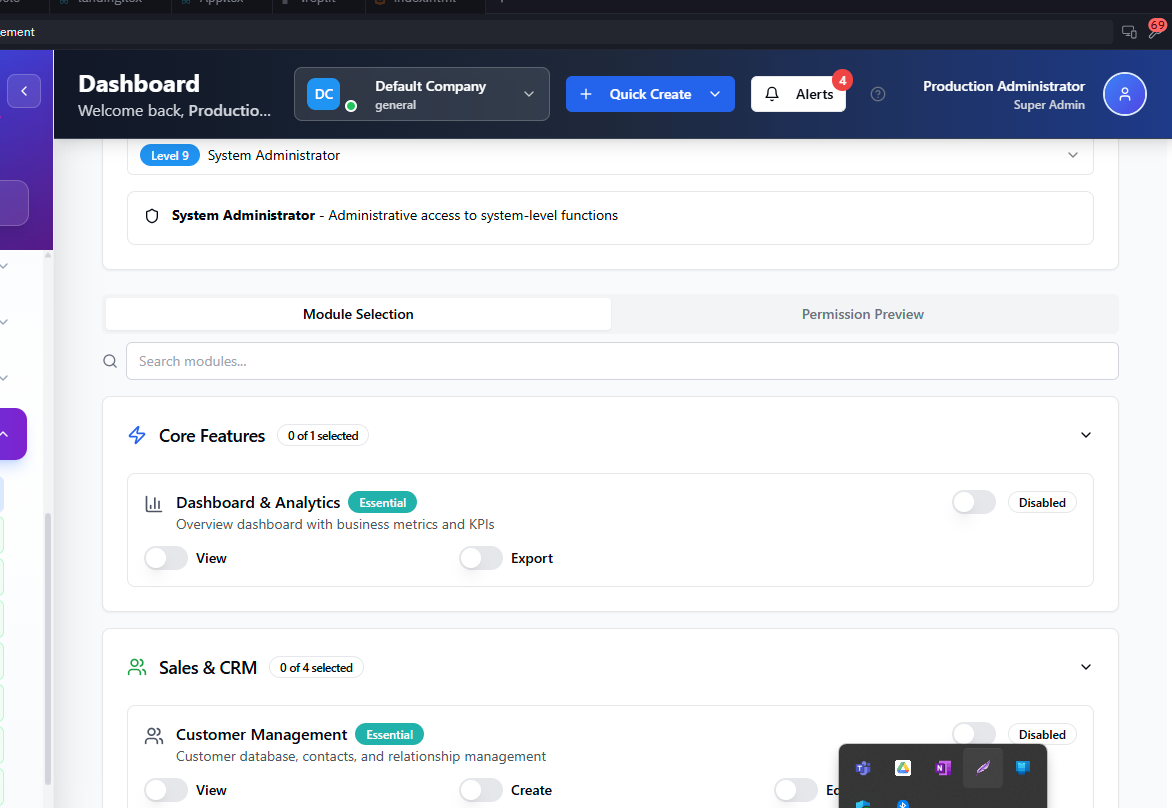 ement
69
Dashboard
Welcome back, Productio...
DC
Default Company
general
Quick Create
Alerts
4
Production Administrator
Super Admin
Level 9 System Administrator
System Administrator - Administrative access to system-level functions
Module Selection
Permission Preview
Search modules...
Core Features 0 of 1 selected
Dashboard & Analytics Essential
Disabled
Overview dashboard with business metrics and KPIs
View
Export
Sales & CRM 0 of 4 selected
Customer Management Essential
Disabled
Customer database, contacts, and relationship management
View
Create